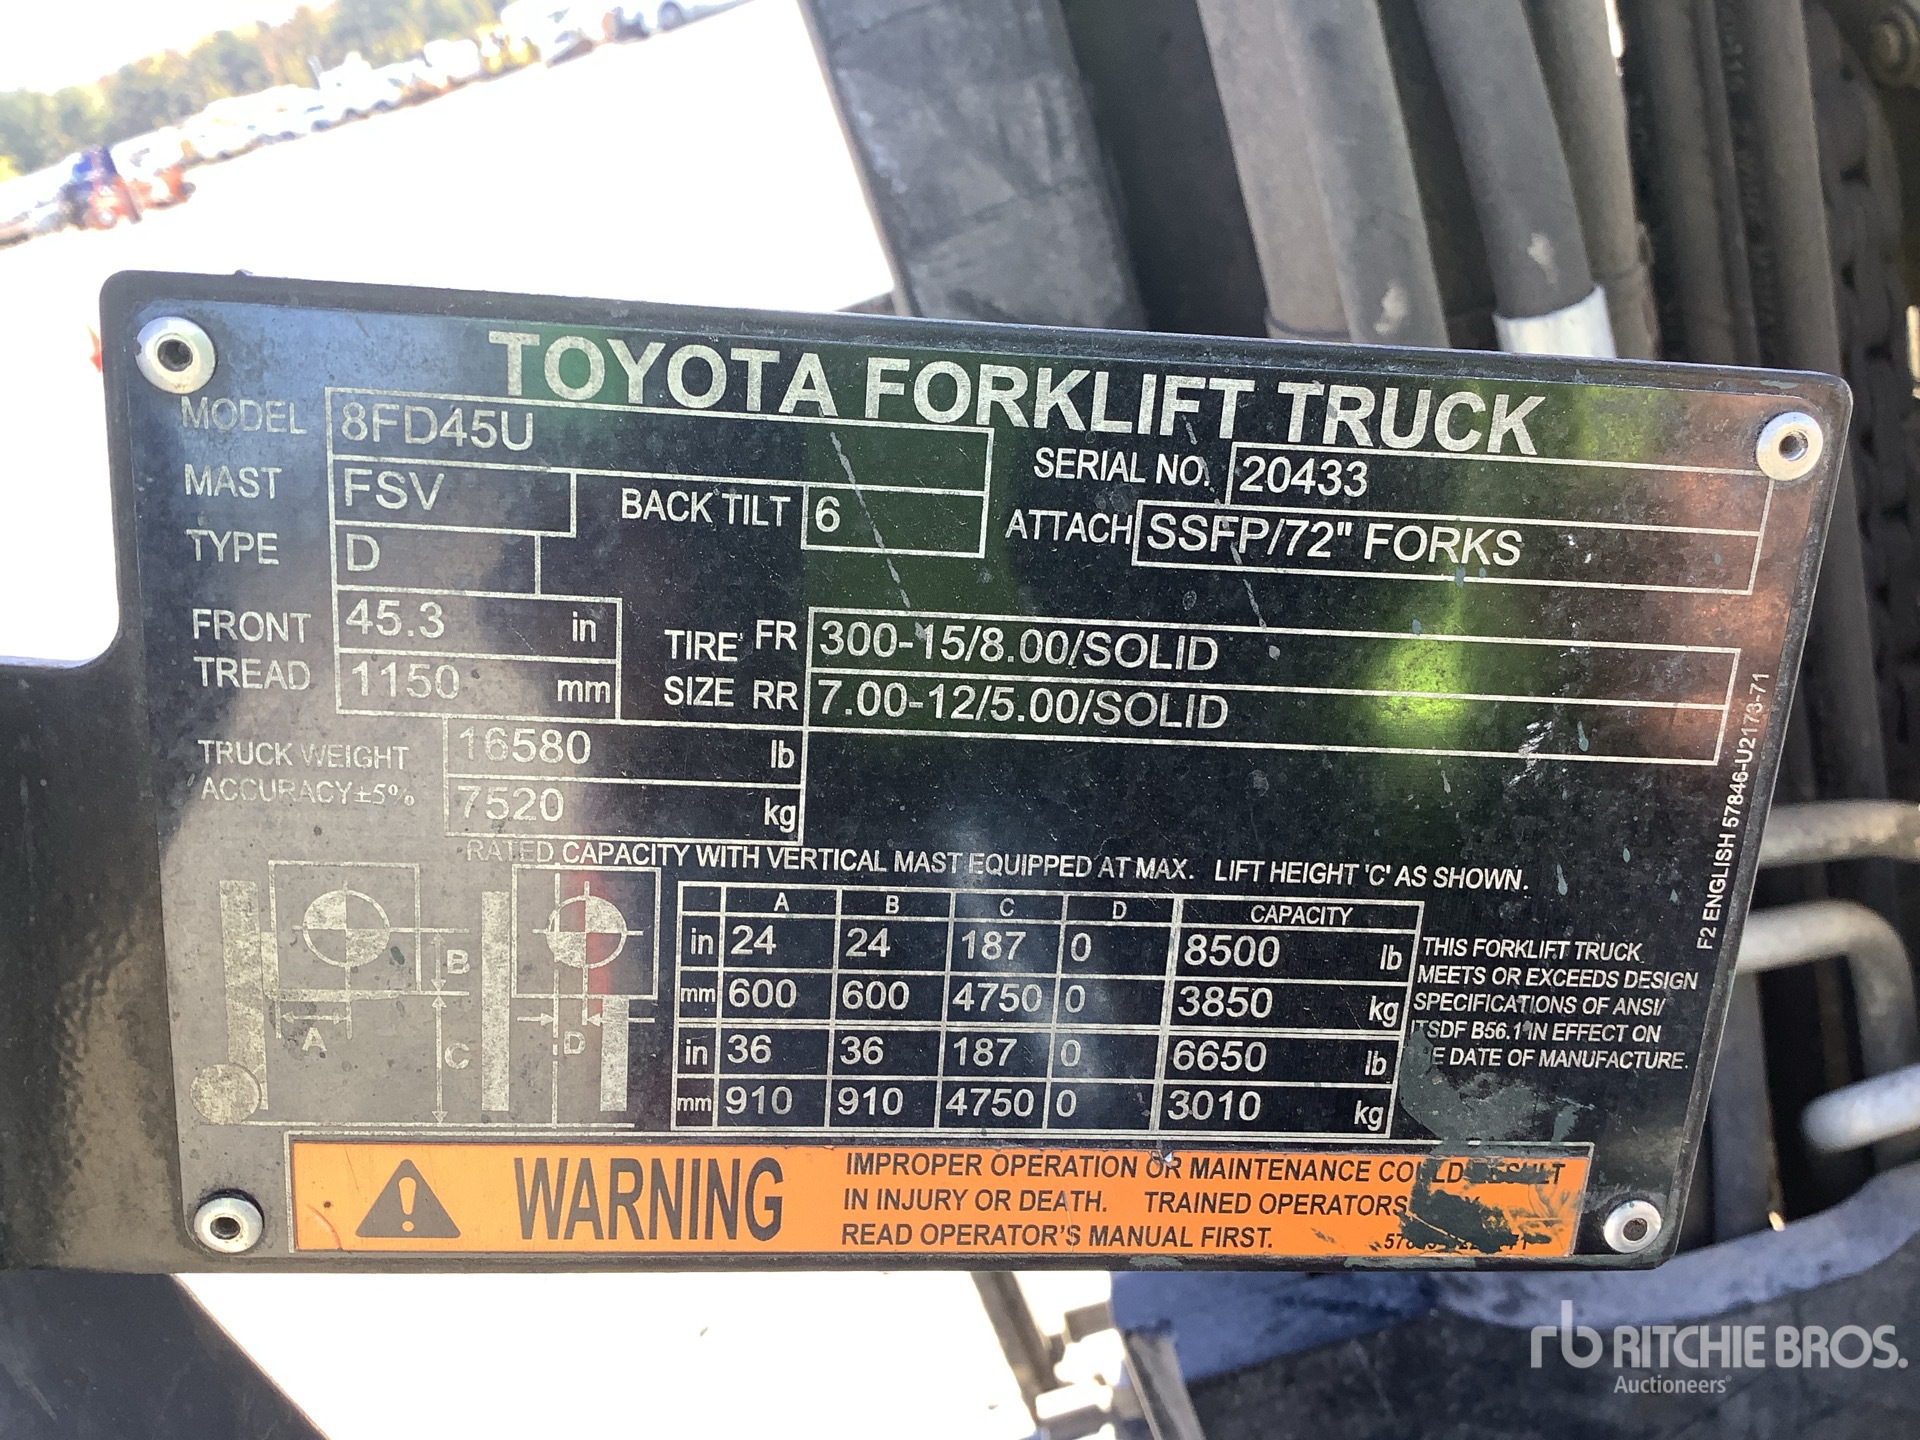 TOYOTA FORKLIFT TRUCK
MODEL 8FD45U
SERIAL NO. 20433
MAST FSV BACK TILT 6
ATTACH SSFP/72" FORKS
TYPE D
FRONT TREAD 45.3 in
1150 mm
TIRE SIZE FR 300-15/8.00/SOLID
RR 7.00-12/5.00/SOLID
TRUCK WEIGHT 16580 lb
ACCURACY±5% 7520 kg
RATED CAPACITY WITH VERTICAL MAST EQUIPPED AT MAX. LIFT HEIGHT 'C' AS SHOWN.
A B C D CAPACITY
in 24 24 187 0 8500 lb
mm 600 600 4750 0 3850 kg
in 36 36 187 0 6650 lb
mm 910 910 4750 0 3010 kg
B
A
C
D
THIS FORKLIFT TRUCK
MEETS OR EXCEEDS DESIGN
SPECIFICATIONS OF ANSI/
ITSDF B56.1 IN EFFECT ON
DATE OF MANUFACTURE.
F2 ENGLISH 57846-U2173-71
WARNING
IMPROPER OPERATION OR MAINTENANCE COULD RESULT
IN INJURY OR DEATH. TRAINED OPERATORS
READ OPERATOR'S MANUAL FIRST.
rb RITCHIE BROS.
Auctioneers